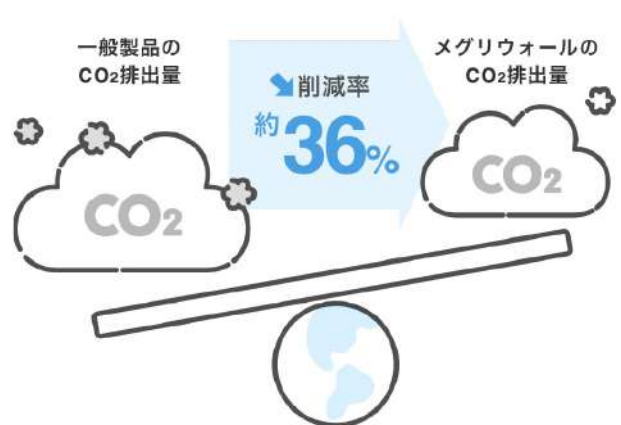 一般製品の
CO₂排出量
削減率
約36%
メグリウォールの
CO₂排出量
CO₂
CO₂